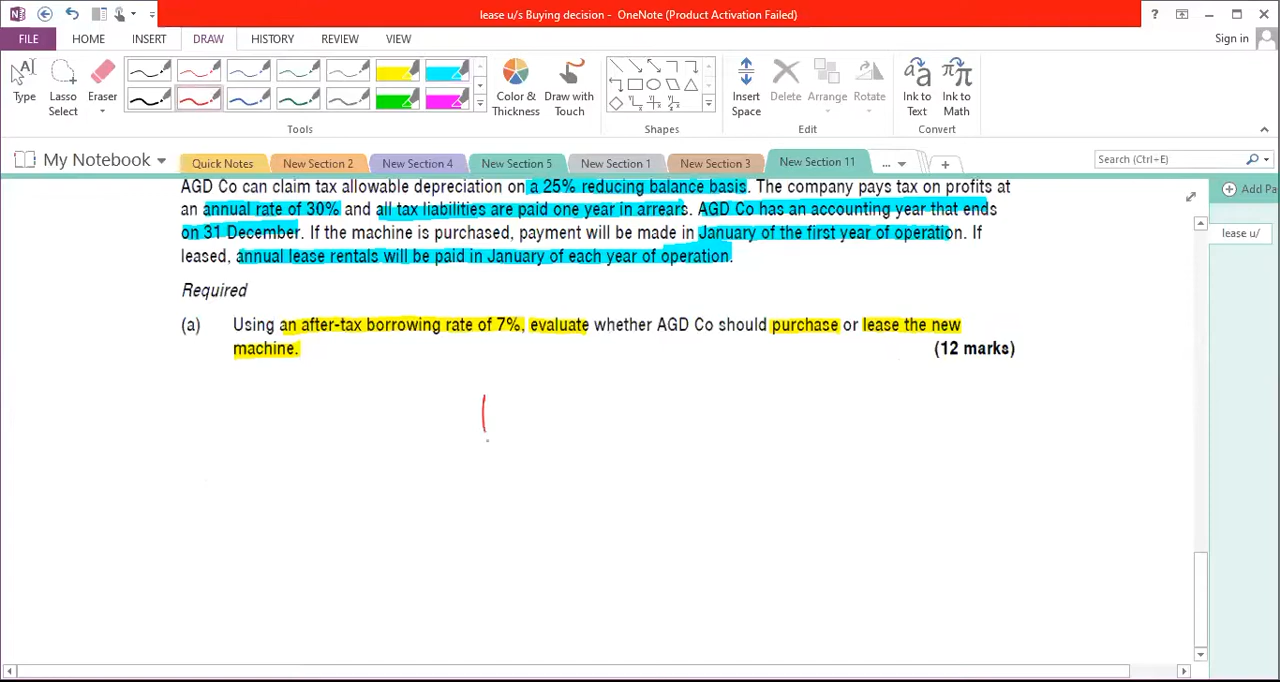 lease u/s Buying decision - OneNote (Product Activation Failed)
FILE HOME INSERT DRAW HISTORY REVIEW VIEW
Sign in
Type
Lasso Select
Eraser
Color & Thickness
Draw with Touch
Insert Space
Delete
Arrange
Rotate
Ink to Text
Ink to Math
Tools
Shapes
Edit
Convert
My Notebook
Quick Notes
New Section 2
New Section 4
New Section 5
New Section 1
New Section 3
New Section 11
...
Search (Ctrl+E)
Add Pa
lease u/
AGD Co can claim tax allowable depreciation on a 25% reducing balance basis. The company pays tax on profits at
an annual rate of 30% and all tax liabilities are paid one year in arrears. AGD Co has an accounting year that ends
on 31 December. If the machine is purchased, payment will be made in January of the first year of operation. If
leased, annual lease rentals will be paid in January of each year of operation.
Required
(a) Using an after-tax borrowing rate of 7%, evaluate whether AGD Co should purchase or lease the new
machine. (12 marks)